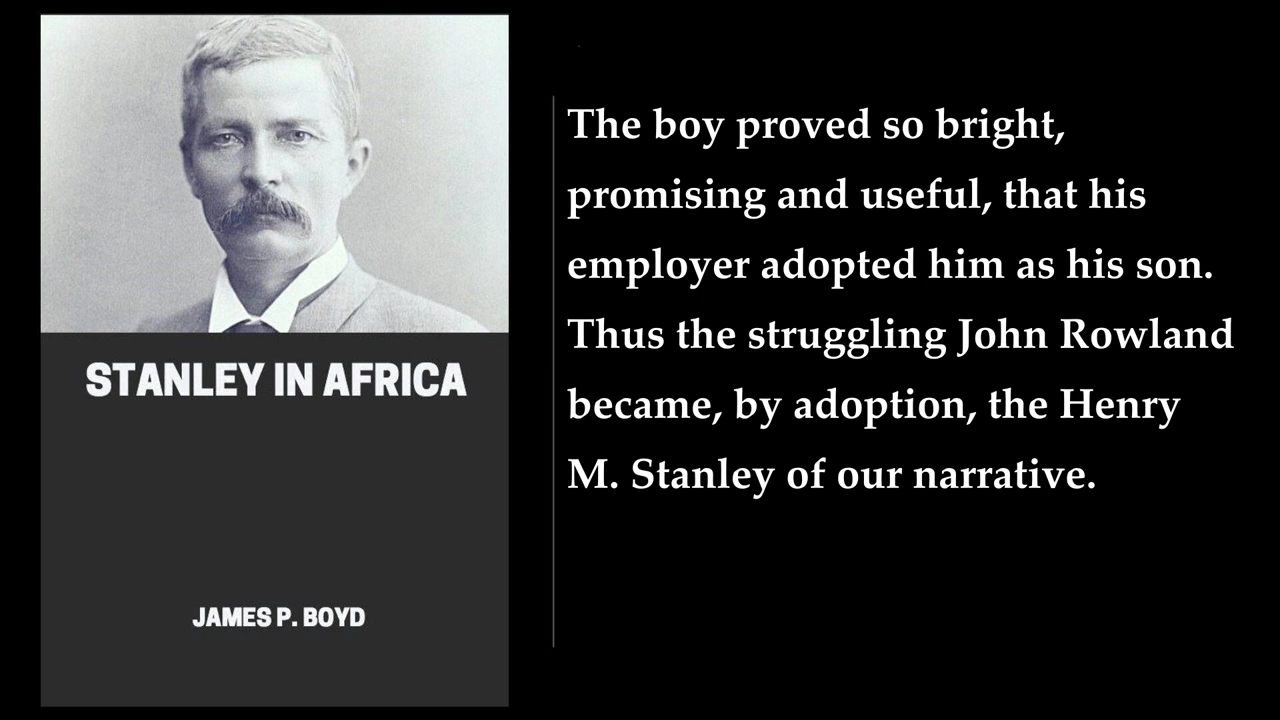 STANLEY IN AFRICA
JAMES P. BOYD
The boy proved so bright,
promising and useful, that his
employer adopted him as his son.
Thus the struggling John Rowland
became, by adoption, the Henry
M. Stanley of our narrative.